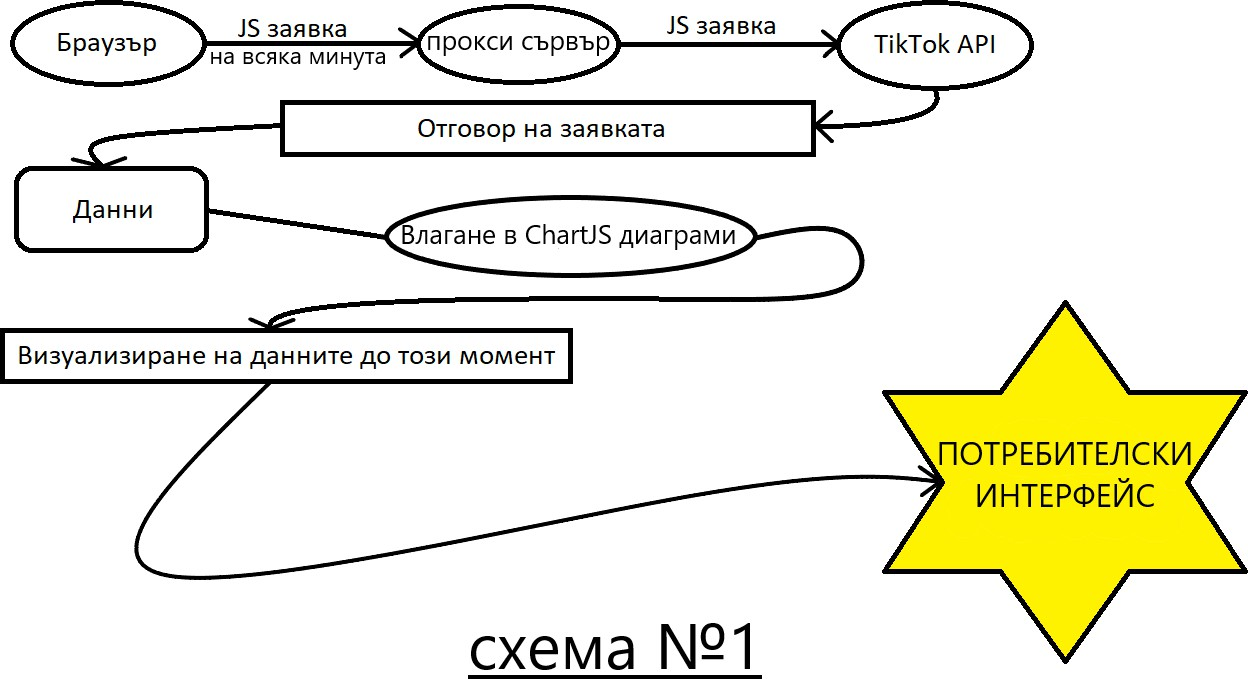 Браузър
JS заявка
на всяка минута
прокси сървър
JS заявка
TikTok API
Отговор на заявката
Данни
Влагане в ChartJS диаграми
Визуализиране на данните до този момент
ПОТРЕБИТЕЛСКИ
ИНТЕРФЕЙС
схема №1